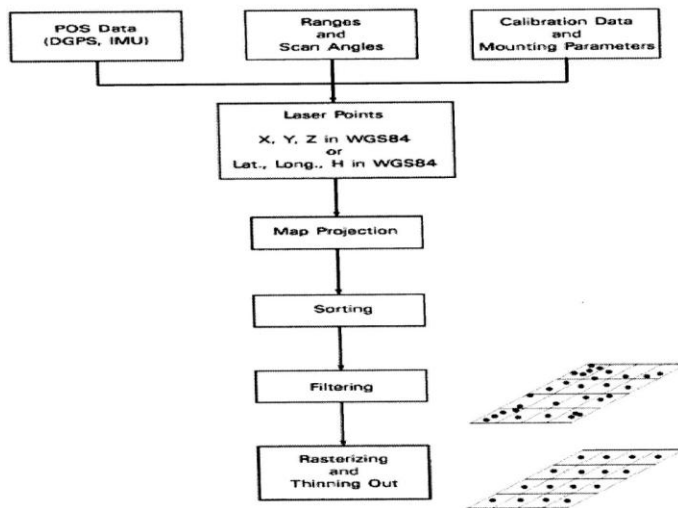 POS Data
(DGPS, IMU)
Ranges
and
Scan Angles
Calibration Data
and
Mounting Parameters
Laser Points
X, Y, Z in WGS84
or
Lat., Long., H in WGS84
Map Projection
Sorting
Filtering
Rasterizing
and
Thinning Out